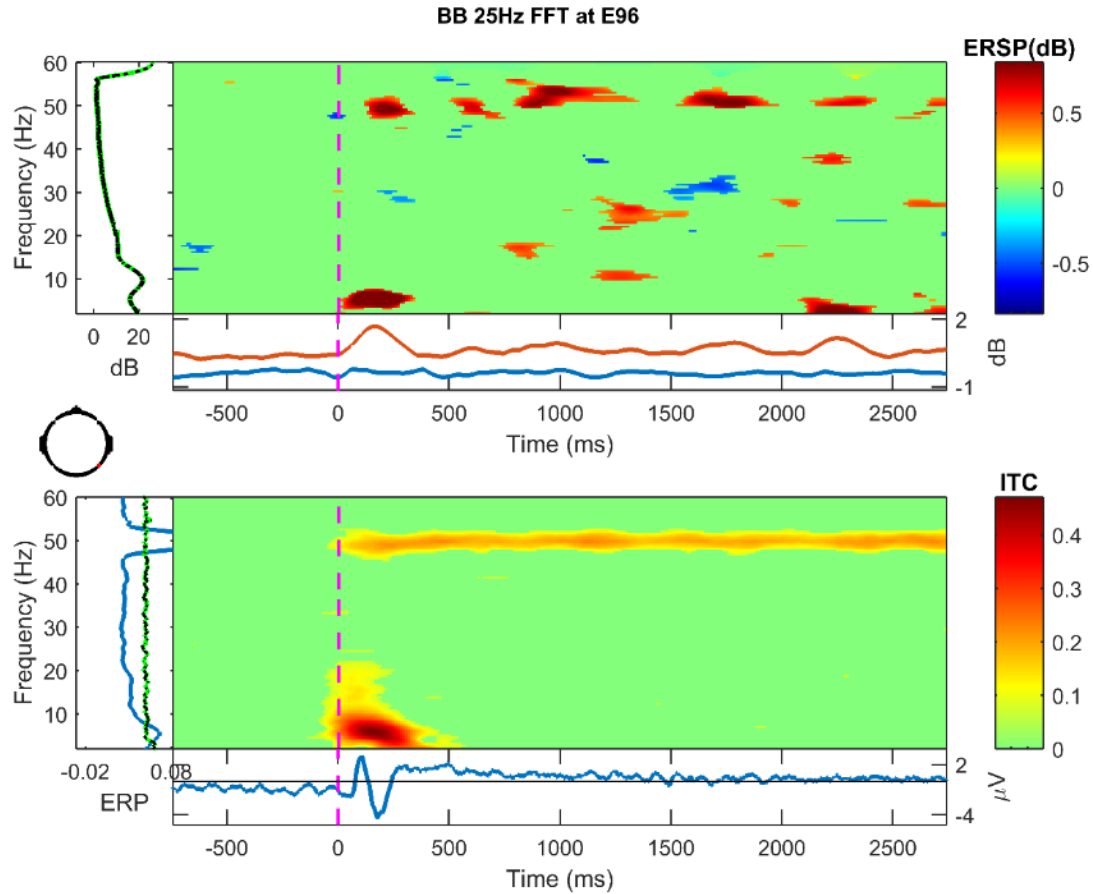 BB 25Hz FFT at E96
ERSP(dB)
60
50
40
30
20
10
Frequency (Hz)
0.5
0
-0.5
0 20
dB
2
-1
dB
-500 0 500 1000 1500 2000 2500
Time (ms)
ITC
60
50
40
30
20
10
Frequency (Hz)
0.4
0.3
0.2
0.1
0
-0.02 0.08
ERP
2
-4
μV
-500 0 500 1000 1500 2000 2500
Time (ms)